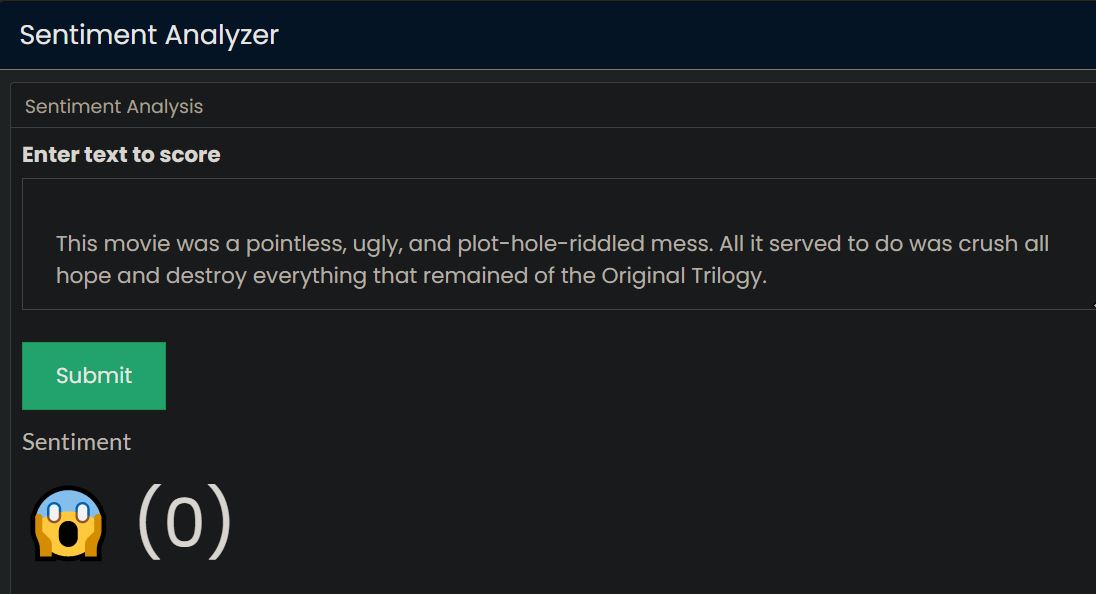 Sentiment Analyzer
Sentiment Analysis
Enter text to score
This movie was a pointless, ugly, and plot-hole-riddled mess. All it served to do was crush all
hope and destroy everything that remained of the Original Trilogy.
Submit
Sentiment
😱 (0)